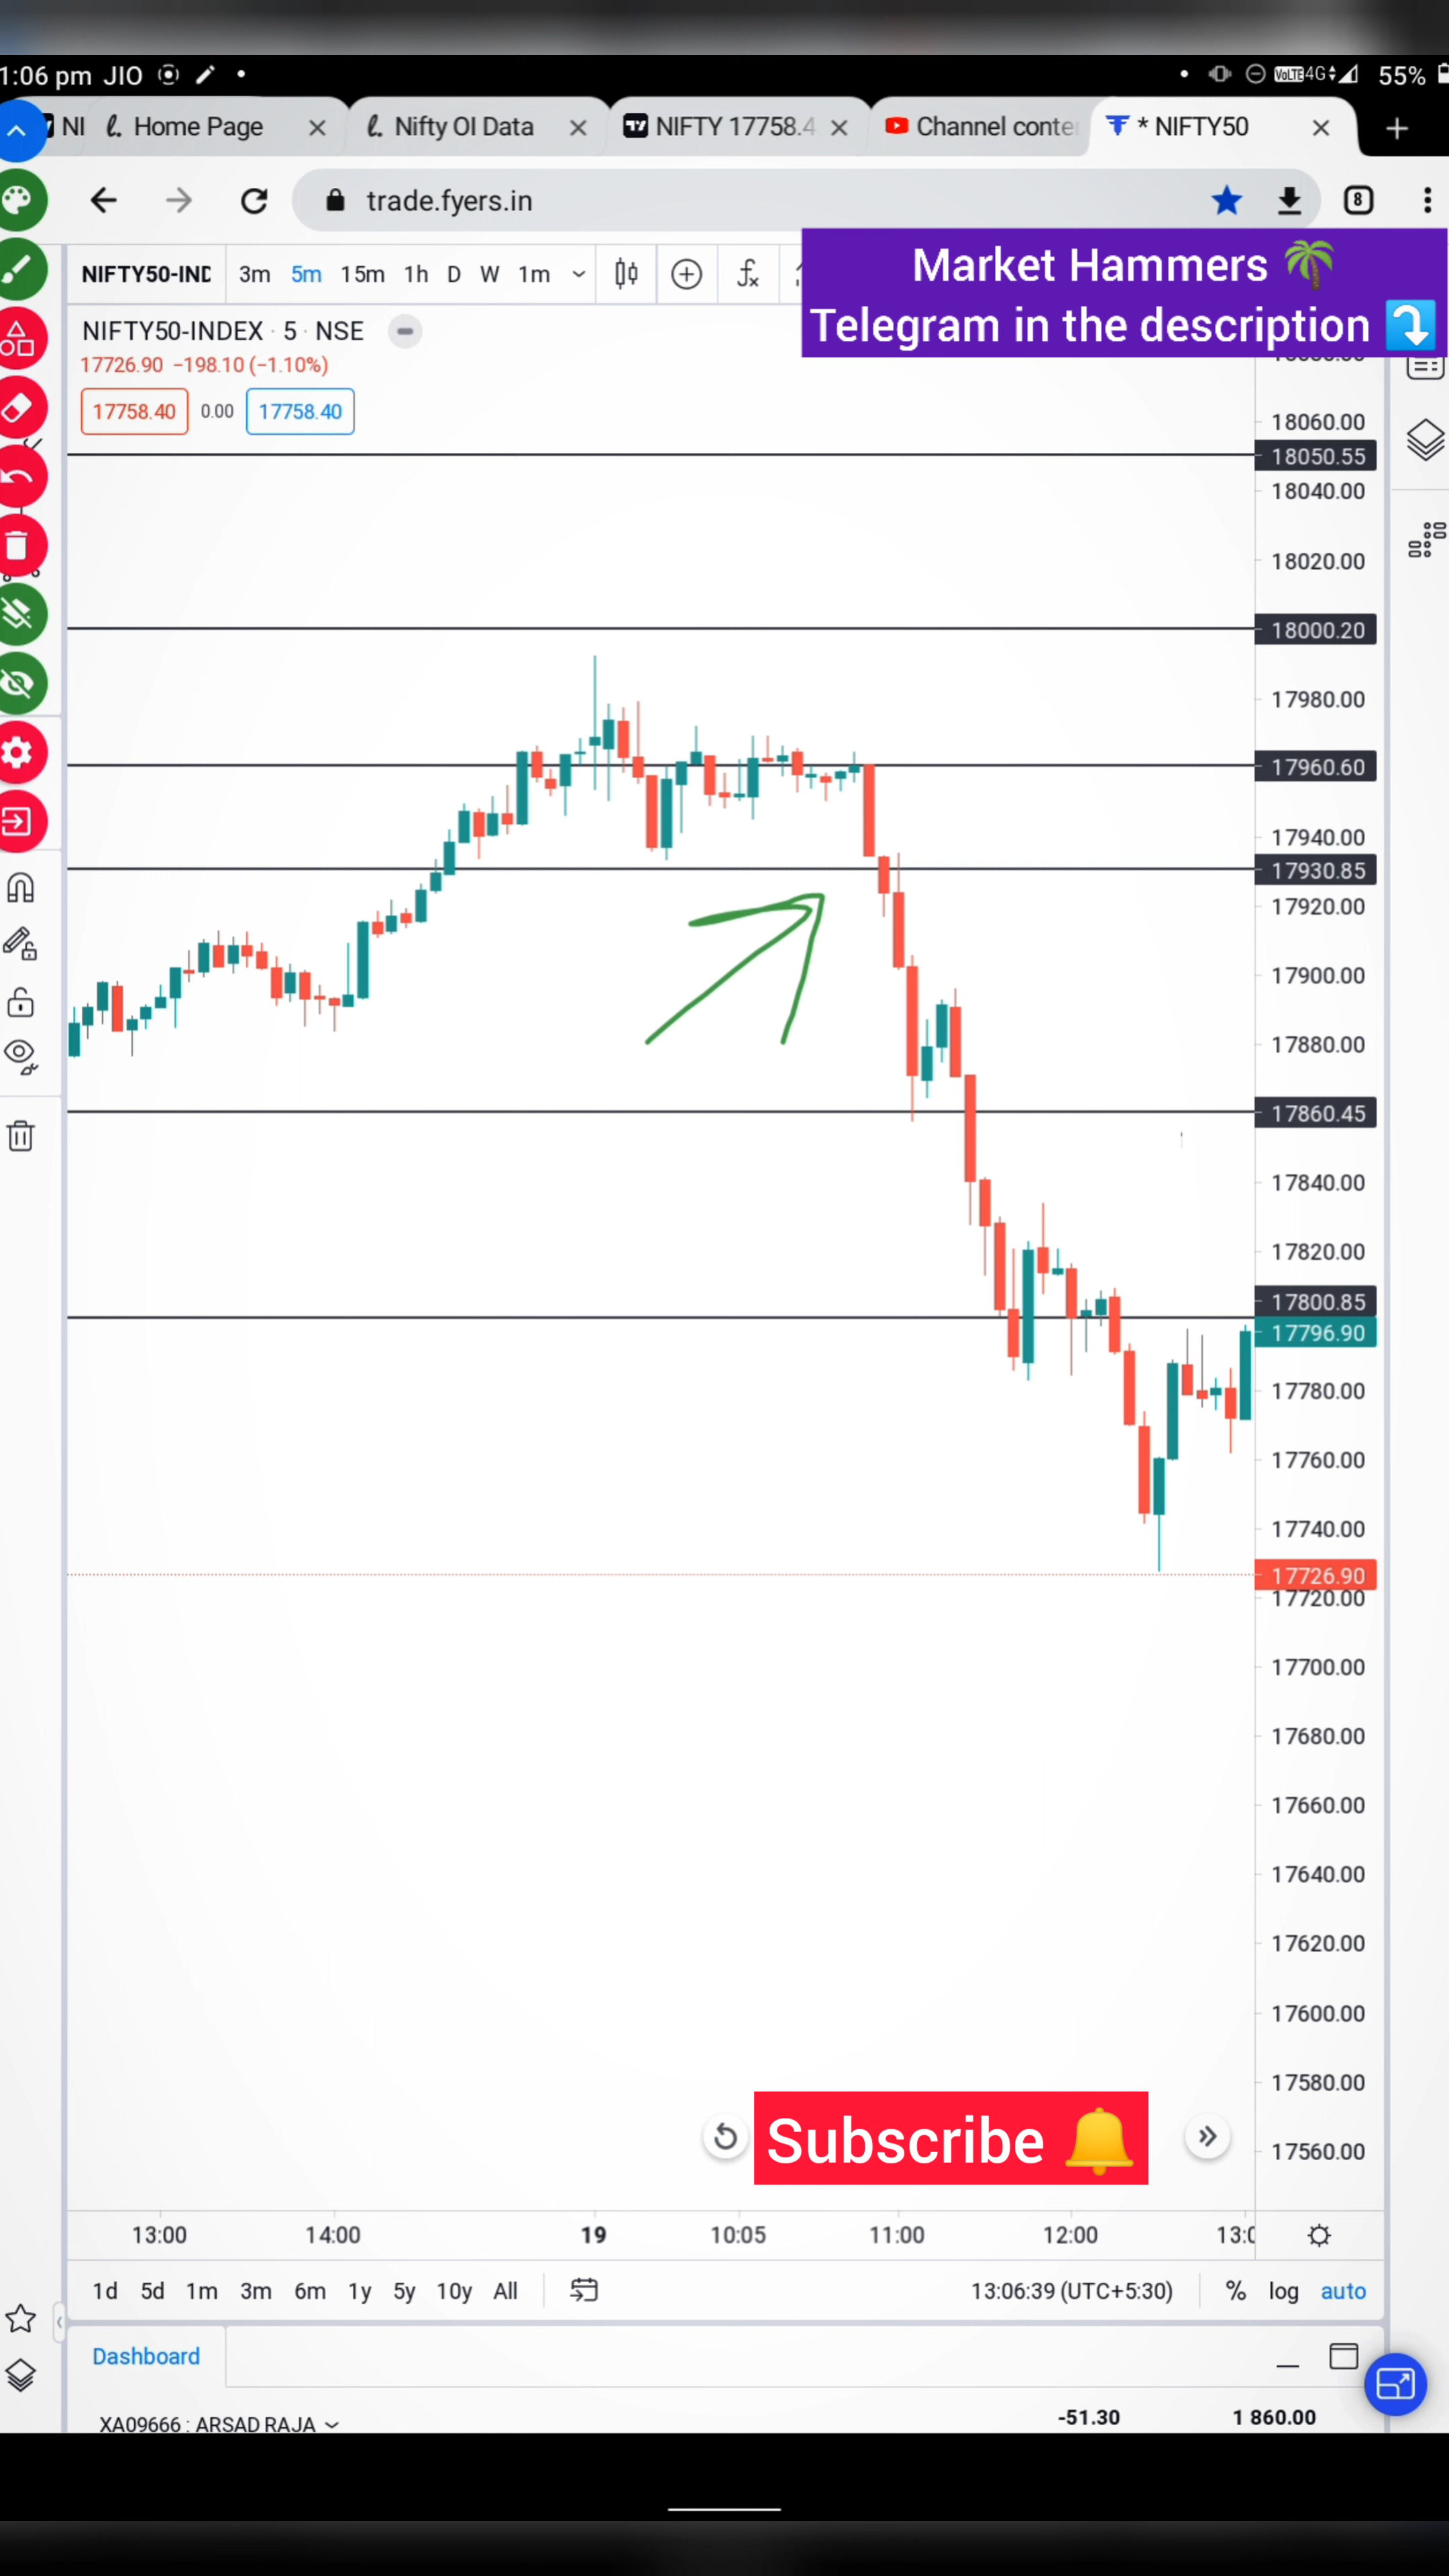 1:06 pm JIO
VoLTE 4G 55%
NI Home Page Nifty OI Data NIFTY 17758.4 Channel conte * NIFTY50
trade.fyers.in 8
NIFTY50-IND 3m 5m 15m 1h D W 1m
Market Hammers 🌴
Telegram in the description ⤵️
NIFTY50-INDEX · 5 · NSE
17726.90 −198.10 (−1.10%)
17758.40 0.00 17758.40
18060.00
18050.55
18040.00
18020.00
18000.20
17980.00
17960.60
17940.00
17930.85
17920.00
17900.00
17880.00
17860.45
17840.00
17820.00
17800.85
17796.90
17780.00
17760.00
17740.00
17726.90
17720.00
17700.00
17680.00
17660.00
17640.00
17620.00
17600.00
17580.00
Subscribe 🔔
17560.00
13:00 14:00 19 10:05 11:00 12:00 13:0
1d 5d 1m 3m 6m 1y 5y 10y All 13:06:39 (UTC+5:30) % log auto
Dashboard
XA09666 : ARSAD RAJA -51.30 1 860.00